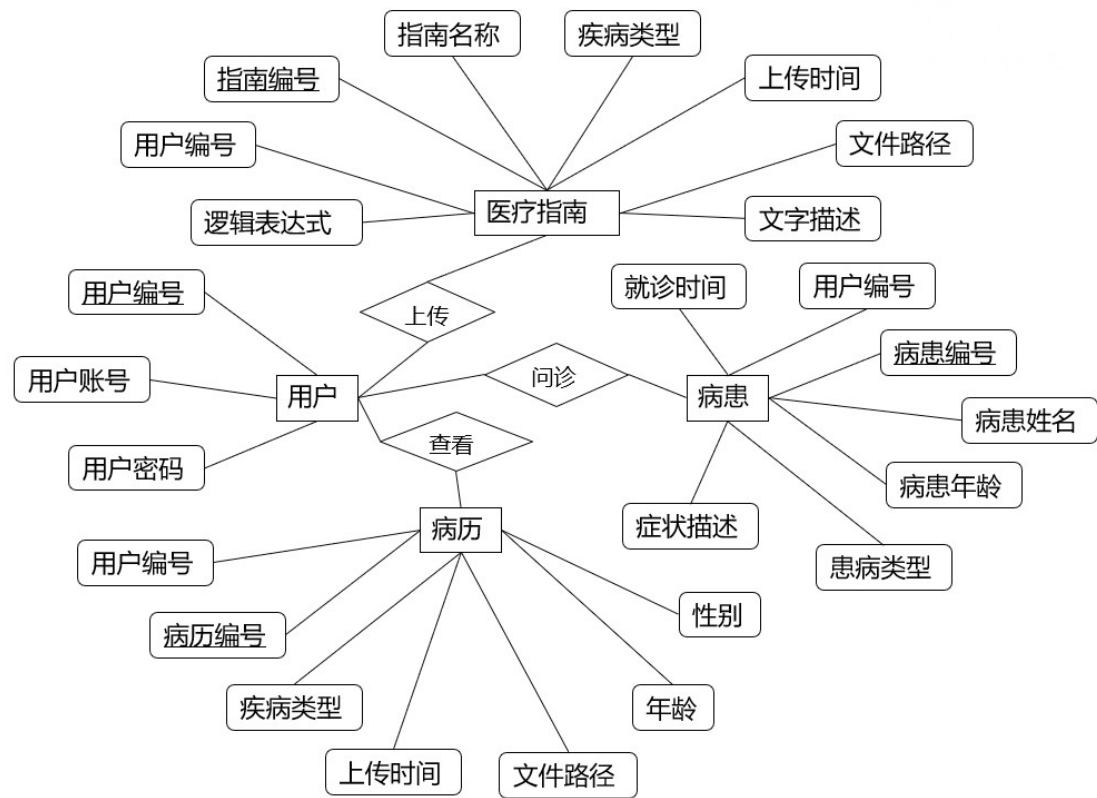 指南名称
疾病类型
指南编号
上传时间
用户编号
文件路径
医疗指南
逻辑表达式
文字描述
用户编号
就诊时间
用户编号
上传
病患编号
用户账号
用户
问诊
病患
病患姓名
用户密码
查看
病患年龄
症状描述
病历
用户编号
患病类型
病历编号
性别
疾病类型
年龄
上传时间
文件路径